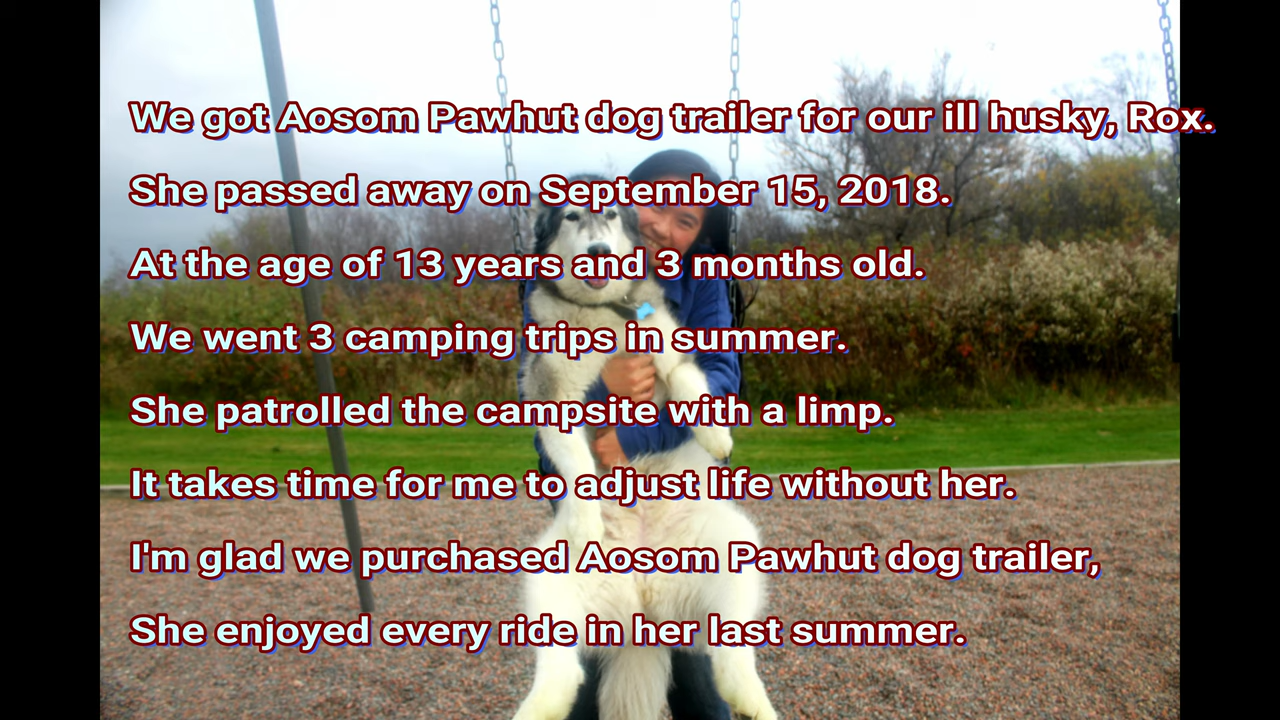 We got Aosom Pawhut dog trailer for our ill husky, Rox.
She passed away on September 15, 2018.
At the age of 13 years and 3 months old.
We went 3 camping trips in summer.
She patrolled the campsite with a limp.
It takes time for me to adjust life without her.
I'm glad we purchased Aosom Pawhut dog trailer,
She enjoyed every ride in her last summer.